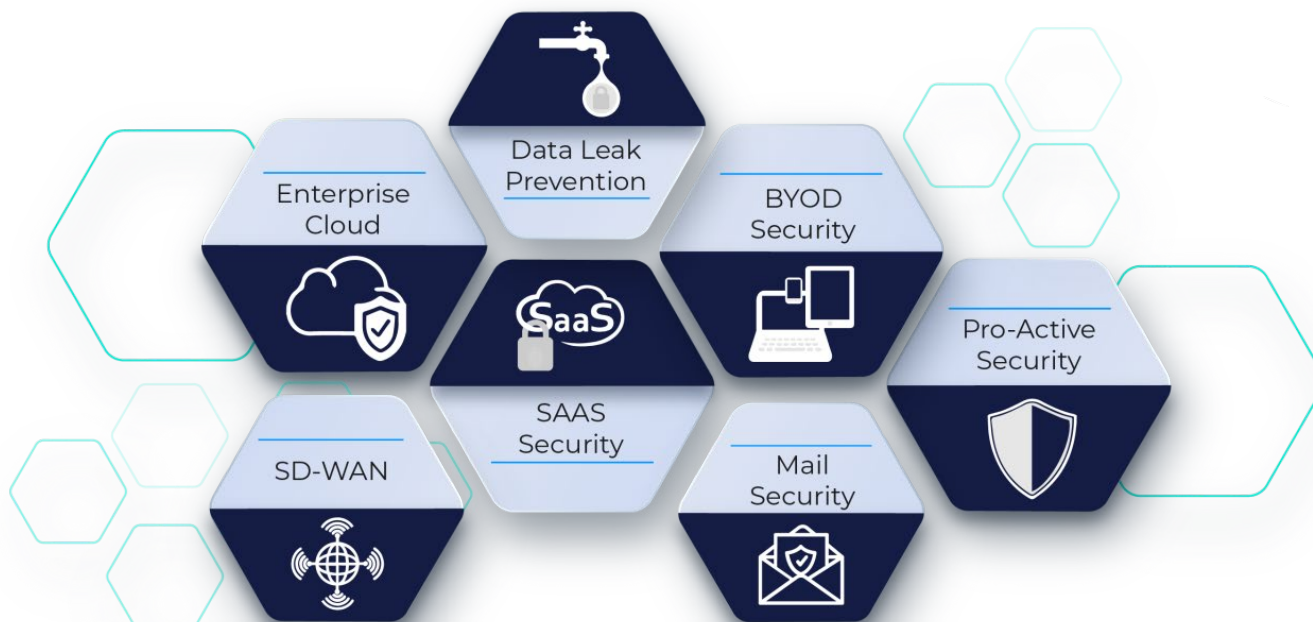 Data Leak
Prevention
Enterprise
Cloud
BYOD
Security
SaaS
SAAS
Security
Pro-Active
Security
SD-WAN
Mail
Security